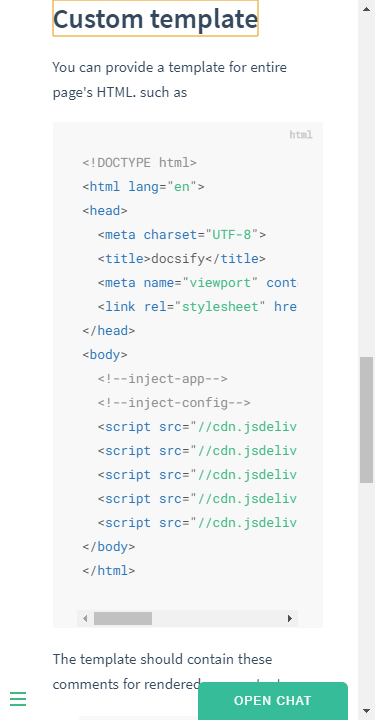 Custom template
You can provide a template for entire
page's HTML. such as
html
<!DOCTYPE html>
<html lang="en">
<head>
<meta charset="UTF-8">
<title>docsify</title>
<meta name="viewport" cont
<link rel="stylesheet" hre
</head>
<body>
<!--inject-app-->
<!--inject-config-->
<script src="//cdn.jsdeliv
<script src="//cdn.jsdeliv
<script src="//cdn.jsdeliv
<script src="//cdn.jsdeliv
<script src="//cdn.jsdeliv
</body>
</html>
The template should contain these
comments for rendered
OPEN CHAT